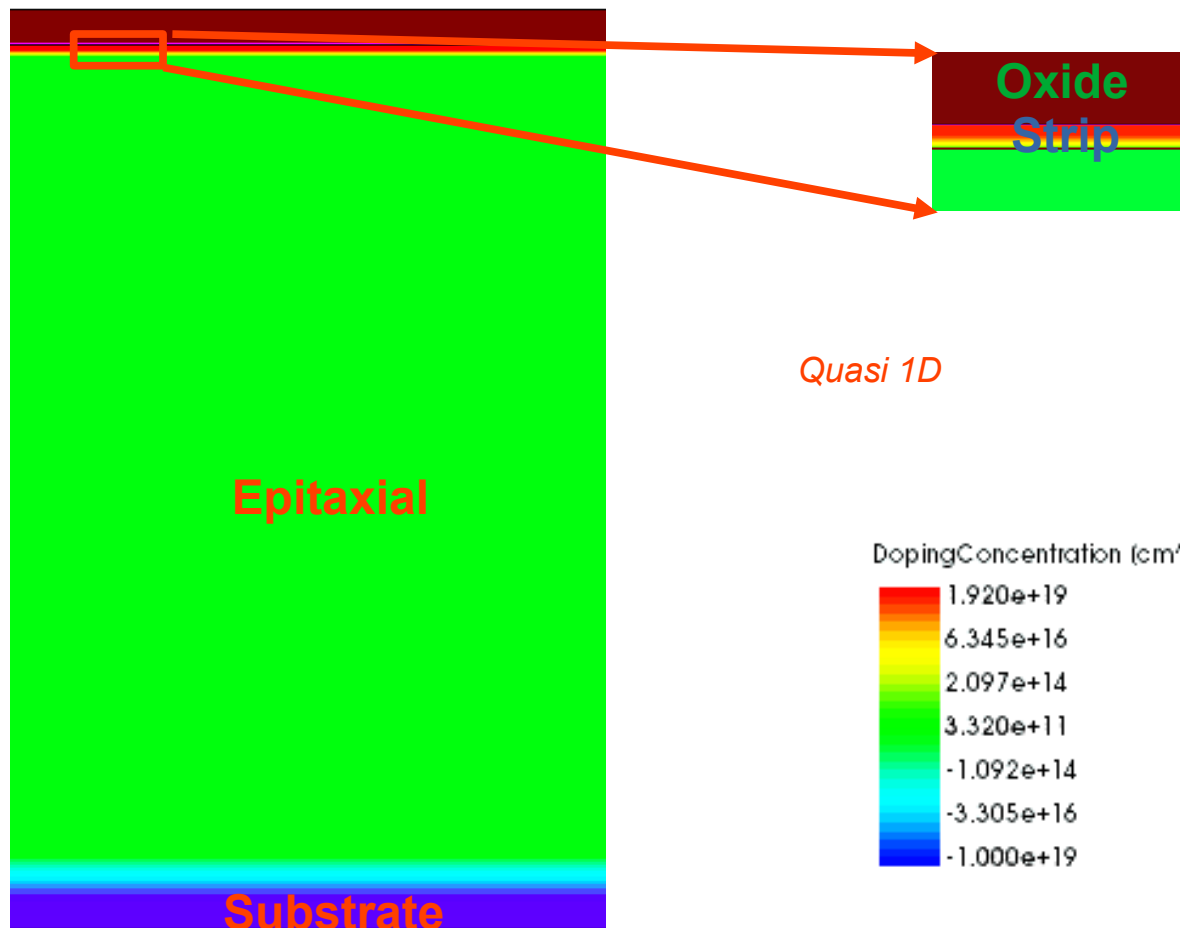 Oxide
Strip
Quasi 1D
Epitaxial
DopingConcentration (cm^
1.920e+19
6.345e+16
2.097e+14
3.320e+11
-1.092e+14
-3.305e+16
-1.000e+19
Substrate